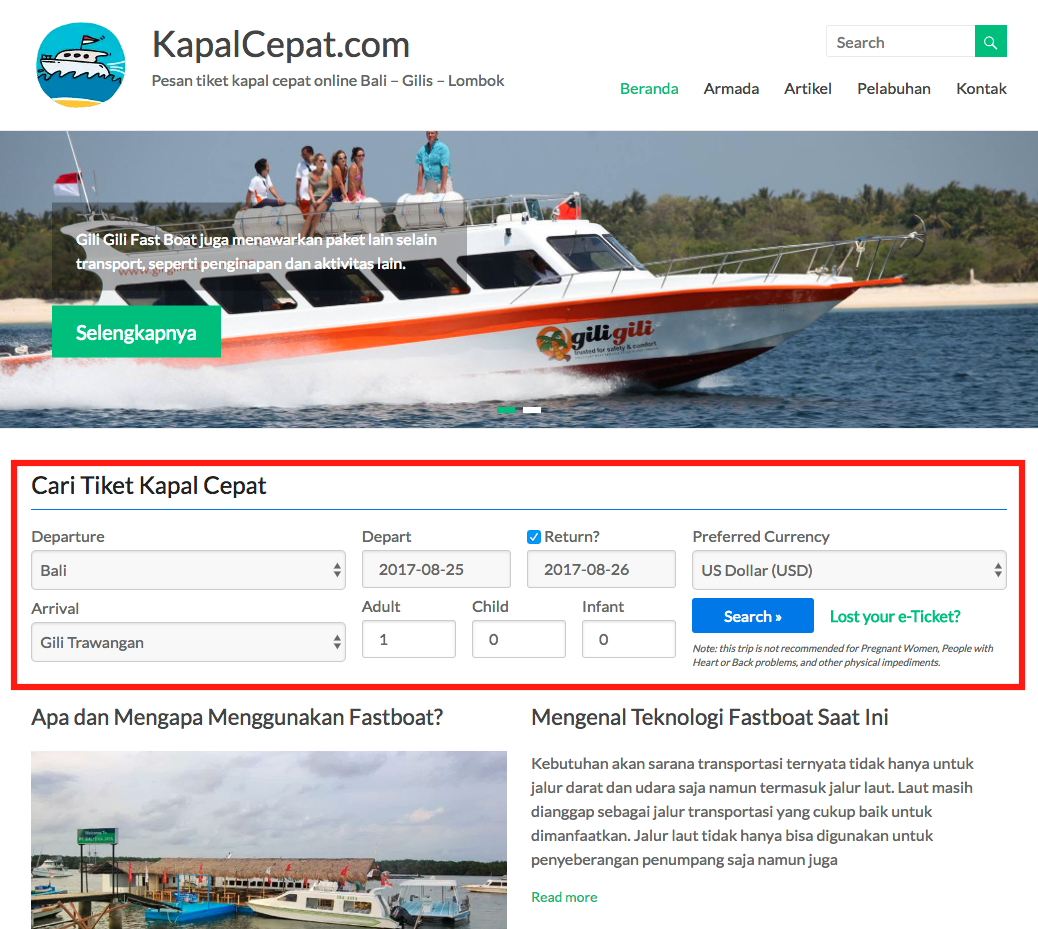 KapalCepat.com
Pesan tiket kapal cepat online Bali – Gilis – Lombok
Search
Beranda
Armada
Artikel
Pelabuhan
Kontak
Gili Gili Fast Boat juga menawarkan paket lain selain
transport, seperti penginapan dan aktivitas lain.
Selengkapnya
gili gili
trusted for safety & comfort
Cari Tiket Kapal Cepat
Departure
Depart
Return?
Preferred Currency
Bali
2017-08-25
2017-08-26
US Dollar (USD)
Arrival
Adult
Child
Infant
Gili Trawangan
1
0
0
Search »
Lost your e-Ticket?
Note: this trip is not recommended for Pregnant Women, People with
Heart or Back problems, and other physical impediments.
Apa dan Mengapa Menggunakan Fastboat?
Mengenal Teknologi Fastboat Saat Ini
Kebutuhan akan sarana transportasi ternyata tidak hanya untuk
jalur darat dan udara saja namun termasuk jalur laut. Laut masih
dianggap sebagai jalur transportasi yang cukup baik untuk
dimanfaatkan. Jalur laut tidak hanya bisa digunakan untuk
penyeberangan penumpang saja namun juga
Read more
Welcome To